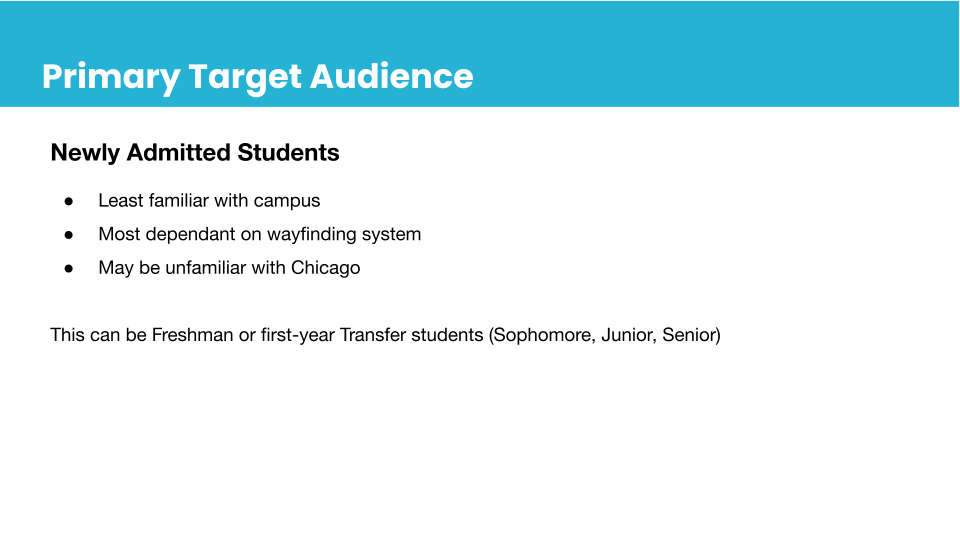 Primary Target Audience
Newly Admitted Students
● Least familiar with campus
● Most dependant on wayfinding system
● May be unfamiliar with Chicago
This can be Freshman or first-year Transfer students (Sophomore, Junior, Senior)